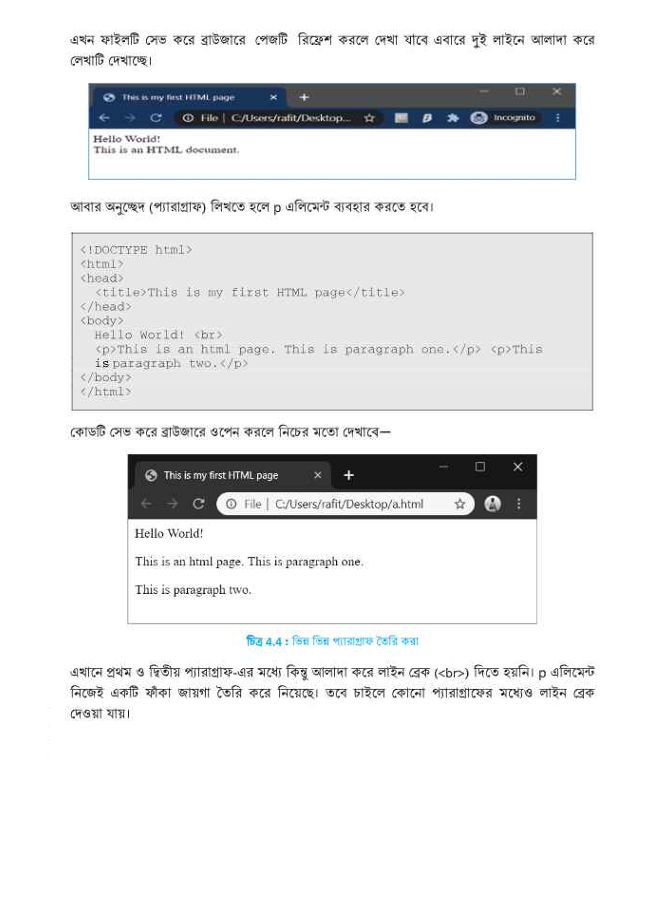 এখন ফাইলটি সেভ করে ব্রাউজারে পেজটি রিফ্রেশ করলে দেখা যাবে এবারে দুই লাইনে আলাদা করে
লেখাটি দেখাচ্ছে।
This is my first HTML page
File | C:/Users/rafit/Desktop...
Incognito
Hello World!
This is an HTML document.
আবার অনুচ্ছেদ (প্যারাগ্রাফ) লিখতে হলে p এলিমেন্ট ব্যবহার করতে হবে।
<!DOCTYPE html>
<html>
<head>
<title>This is my first HTML page</title>
</head>
<body>
Hello World! <br>
<p>This is an html page. This is paragraph one.</p> <p>This
is paragraph two.</p>
</body>
</html>
কোডটি সেভ করে ব্রাউজারে ওপেন করলে নিচের মতো দেখাবে—
This is my first HTML page
File | C:/Users/rafit/Desktop/a.html
Hello World!
This is an html page. This is paragraph one.
This is paragraph two.
চিত্র 4.4 : ভিন্ন ভিন্ন প্যারাগ্রাফ তৈরি করা
এখানে প্রথম ও দ্বিতীয় প্যারাগ্রাফ-এর মধ্যে কিন্তু আলাদা করে লাইন ব্রেক (<br>) দিতে হয়নি। p এলিমেন্ট
নিজেই একটি ফাঁকা জায়গা তৈরি করে নিয়েছে। তবে চাইলে কোনো প্যারাগ্রাফের মধ্যেও লাইন ব্রেক
দেওয়া যায়।